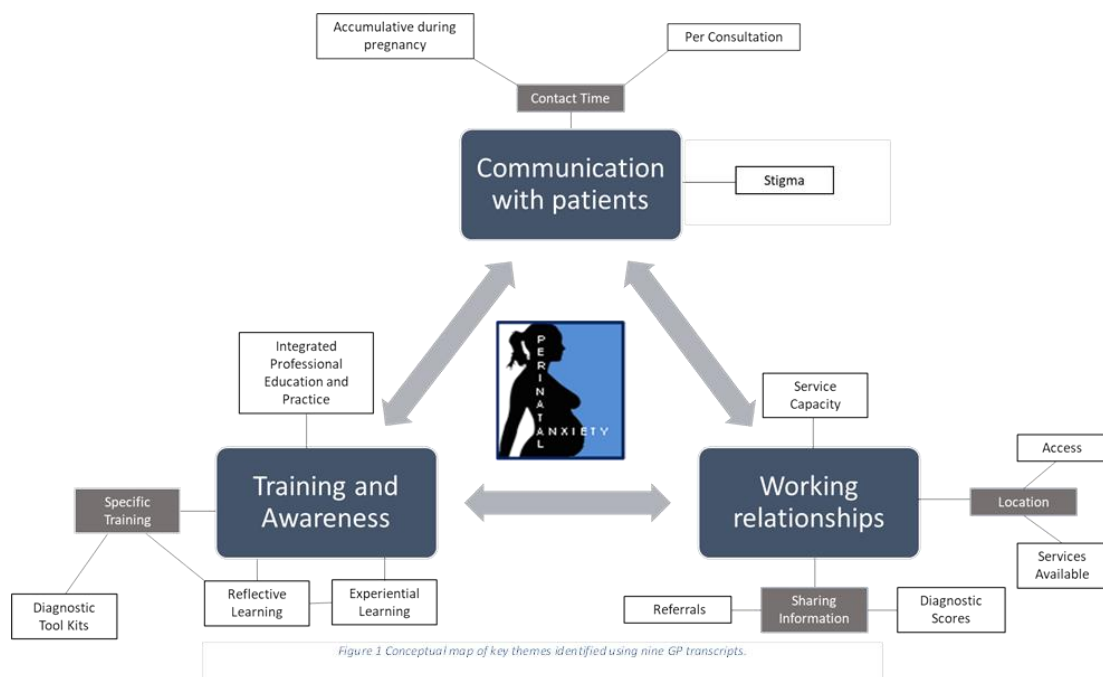 Accumulative during
pregnancy
Per Consultation
Contact Time
Communication
with patients
Stigma
PERINATAL
ANXIETY
Integrated
Professional
Education and
Practice
Service
Capacity
Training and
Awareness
Working
relationships
Specific
Training
Access
Location
Services
Available
Diagnostic
Tool Kits
Reflective
Learning
Experiential
Learning
Referrals
Sharing
Information
Diagnostic
Scores
Figure 1 Conceptual map of key themes identified using nine GP transcripts.